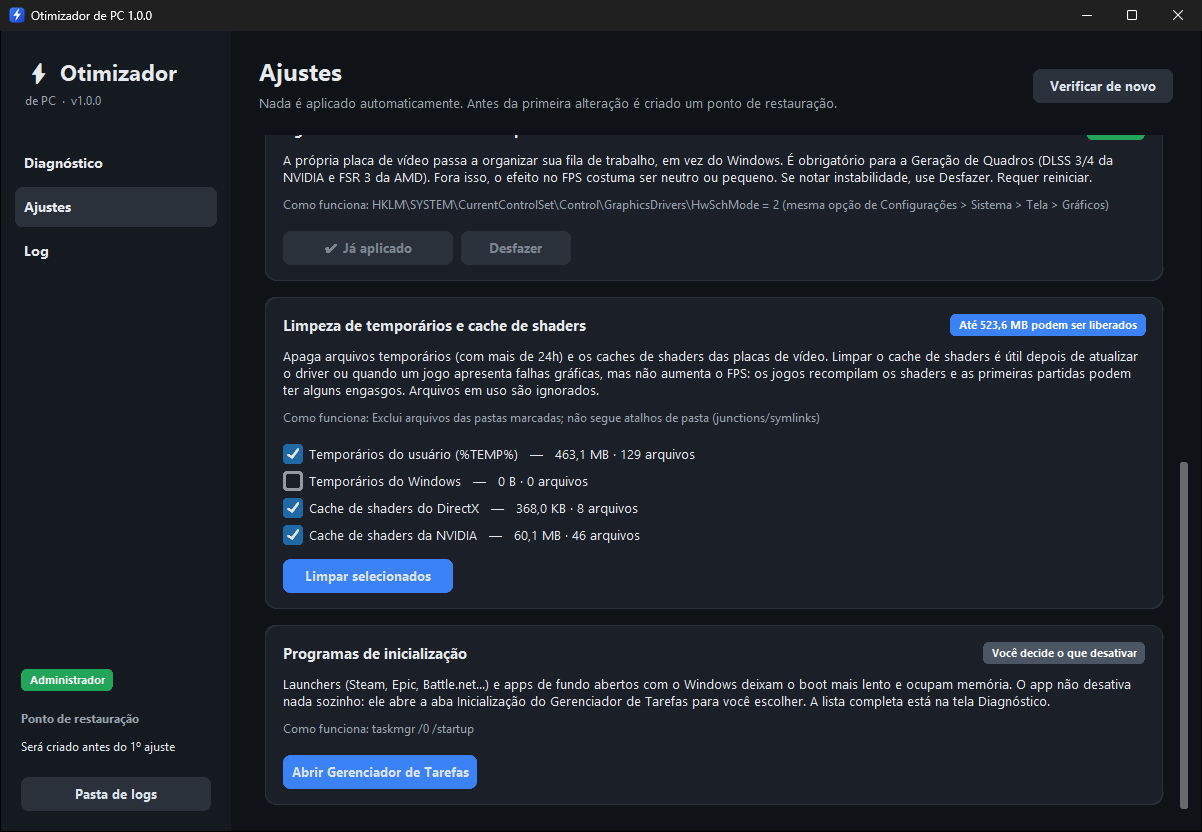 Otimizador de PC 1.0.0
Otimizador
de PC · v1.0.0
Diagnóstico
Ajustes
Log
Administrador
Ponto de restauração
Será criado antes do 1º ajuste
Pasta de logs
Ajustes
Nada é aplicado automaticamente. Antes da primeira alteração é criado um ponto de restauração.
Verificar de novo
A própria placa de vídeo passa a organizar sua fila de trabalho, em vez do Windows. É obrigatório para a Geração de Quadros (DLSS 3/4 da
NVIDIA e FSR 3 da AMD). Fora isso, o efeito no FPS costuma ser neutro ou pequeno. Se notar instabilidade, use Desfazer. Requer reiniciar.
Como funciona: HKLM\SYSTEM\CurrentControlSet\Control\GraphicsDrivers\HwSchMode = 2 (mesma opção de Configurações > Sistema > Tela > Gráficos)
✔ Já aplicado
Desfazer
Limpeza de temporários e cache de shaders
Até 523,6 MB podem ser liberados
Apaga arquivos temporários (com mais de 24h) e os caches de shaders das placas de vídeo. Limpar o cache de shaders é útil depois de atualizar
o driver ou quando um jogo apresenta falhas gráficas, mas não aumenta o FPS: os jogos recompilam os shaders e as primeiras partidas podem
ter alguns engasgos. Arquivos em uso são ignorados.
Como funciona: Exclui arquivos das pastas marcadas; não segue atalhos de pasta (junctions/symlinks)
Temporários do usuário (%TEMP%) — 463,1 MB · 129 arquivos
Temporários do Windows — 0 B · 0 arquivos
Cache de shaders do DirectX — 368,0 KB · 8 arquivos
Cache de shaders da NVIDIA — 60,1 MB · 46 arquivos
Limpar selecionados
Programas de inicialização
Você decide o que desativar
Launchers (Steam, Epic, Battle.net...) e apps de fundo abertos com o Windows deixam o boot mais lento e ocupam memória. O app não desativa
nada sozinho: ele abre a aba Inicialização do Gerenciador de Tarefas para você escolher. A lista completa está na tela Diagnóstico.
Como funciona: taskmgr /0 /startup
Abrir Gerenciador de Tarefas